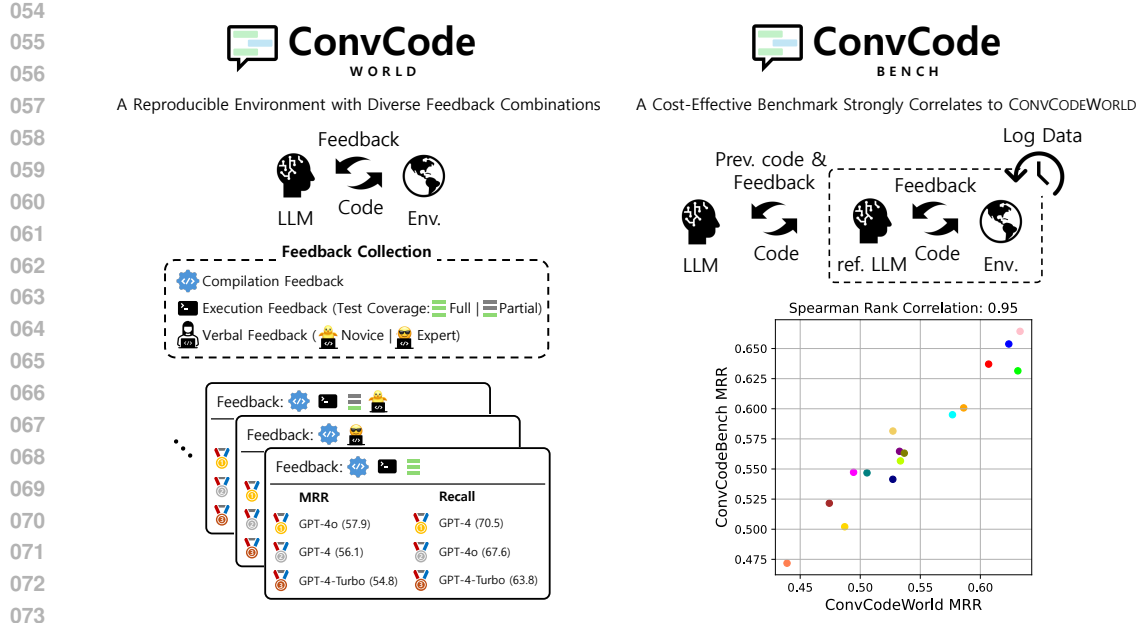 054
055
056
057
058
059
060
061
062
063
064
065
066
067
068
069
070
071
072
073
ConvCode
WORLD
A Reproducible Environment with Diverse Feedback Combinations
Feedback
LLM
Code
Env.
Feedback Collection
Compilation Feedback
Execution Feedback (Test Coverage: Full | Partial)
Verbal Feedback ( Novice | Expert)
Feedback:
Feedback:
Feedback:
MRR Recall
1 GPT-4o (57.9) 1 GPT-4 (70.5)
2 GPT-4 (56.1) 2 GPT-4o (67.6)
3 GPT-4-Turbo (54.8) 3 GPT-4-Turbo (63.8)
ConvCode
BENCH
A Cost-Effective Benchmark Strongly Correlates to CONVCODEWORLD
Log Data
Prev. code &
Feedback
Code
LLM
Feedback
ref. LLM
Code
Env.
Spearman Rank Correlation: 0.95
ConvCodeBench MRR
0.650
0.625
0.600
0.575
0.550
0.525
0.500
0.475
0.45 0.50 0.55 0.60
ConvCodeWorld MRR